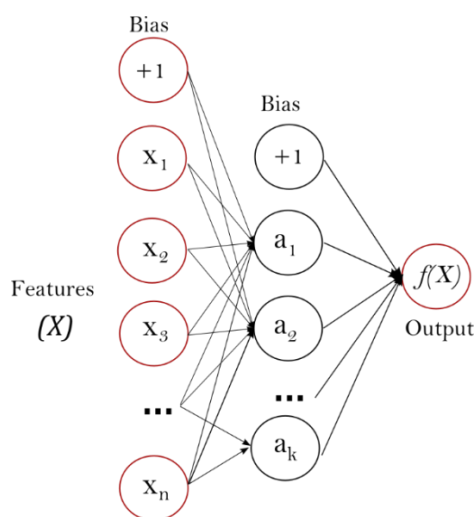 Bias
+1
x1
x2
Features
(X)
x3
...
xn
Bias
+1
a1
a2
...
ak
f(X)
Output